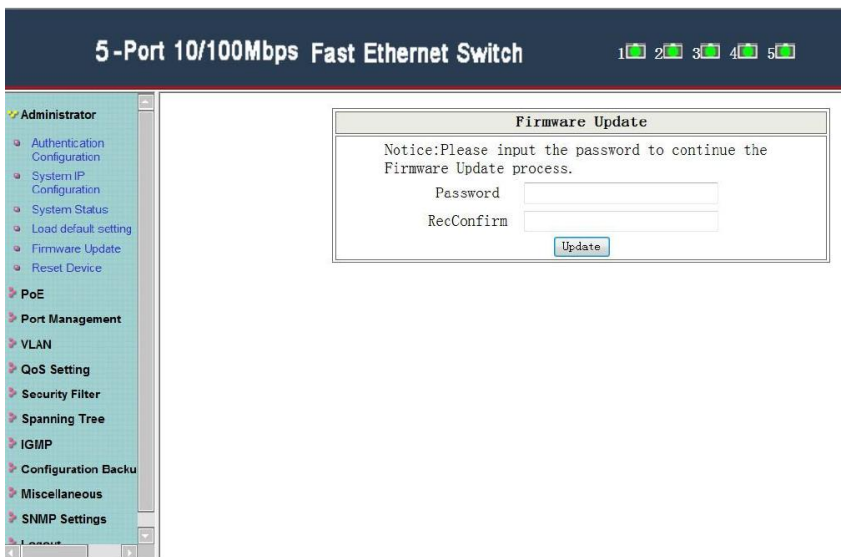 5-Port 10/100Mbps Fast Ethernet Switch
1 2 3 4 5
Administrator
Authentication
Configuration
System IP
Configuration
System Status
Load default setting
Firmware Update
Reset Device
PoE
Port Management
VLAN
QoS Setting
Security Filter
Spanning Tree
IGMP
Configuration Backu
Miscellaneous
SNMP Settings
Logout
Firmware Update
Notice:Please input the password to continue the
Firmware Update process.
Password
RecConfirm
Update